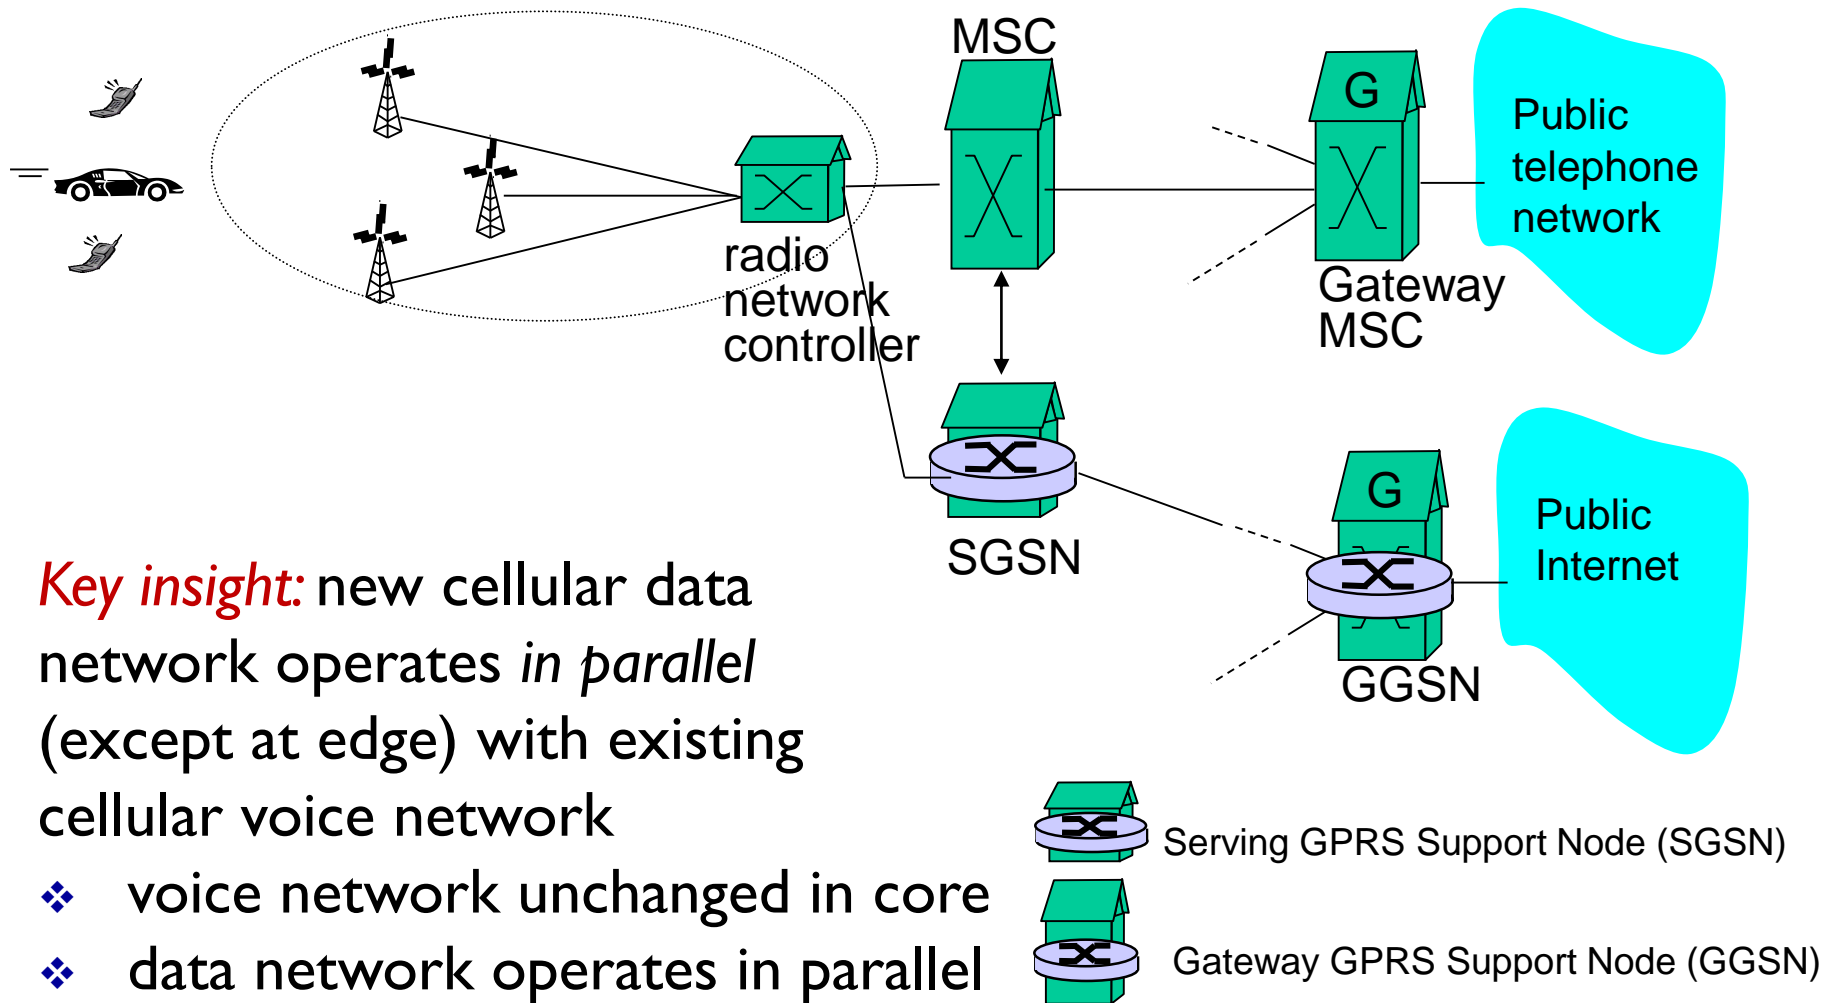 MSC
G
Public
telephone
network
radio
network
controller
Gateway
MSC
G
Public
Internet
SGSN
GGSN
Key insight: new cellular data
network operates in parallel
(except at edge) with existing
cellular voice network
❖ voice network unchanged in core
❖ data network operates in parallel
Serving GPRS Support Node (SGSN)
Gateway GPRS Support Node (GGSN)